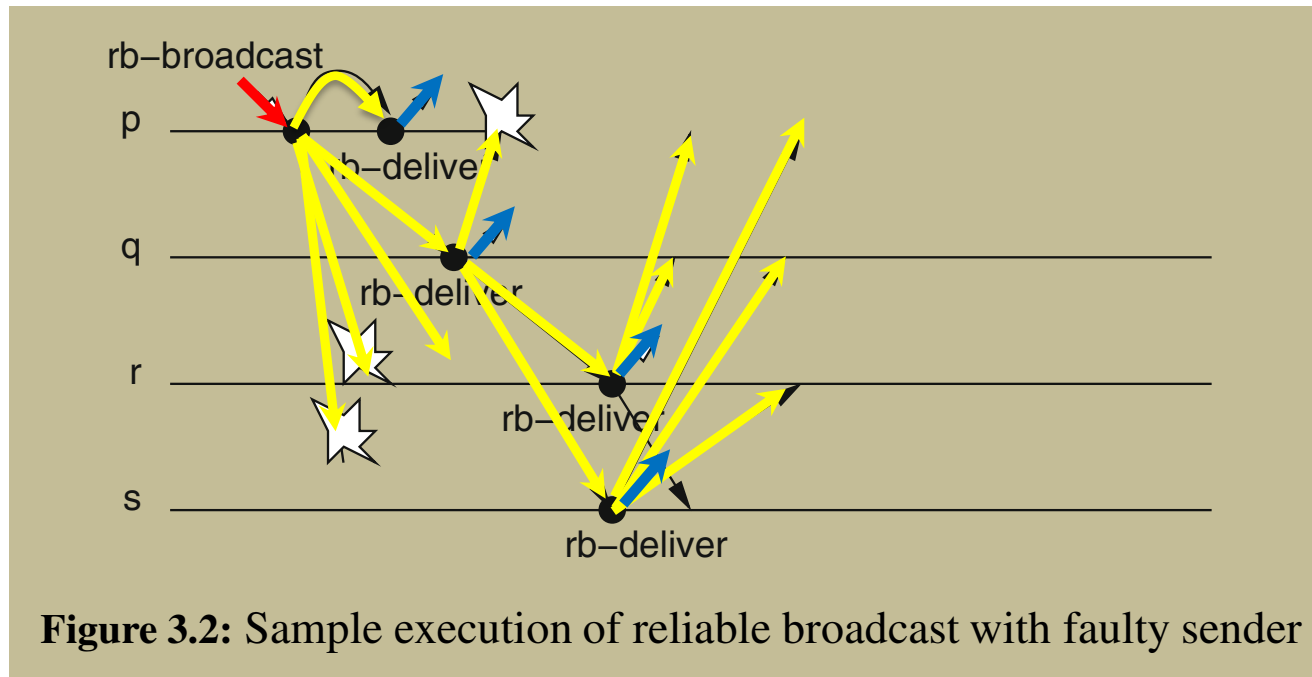 rb–broadcast
p
rb–deliver
q
rb–deliver
r
rb–deliver
s
rb–deliver
Figure 3.2: Sample execution of reliable broadcast with faulty sender